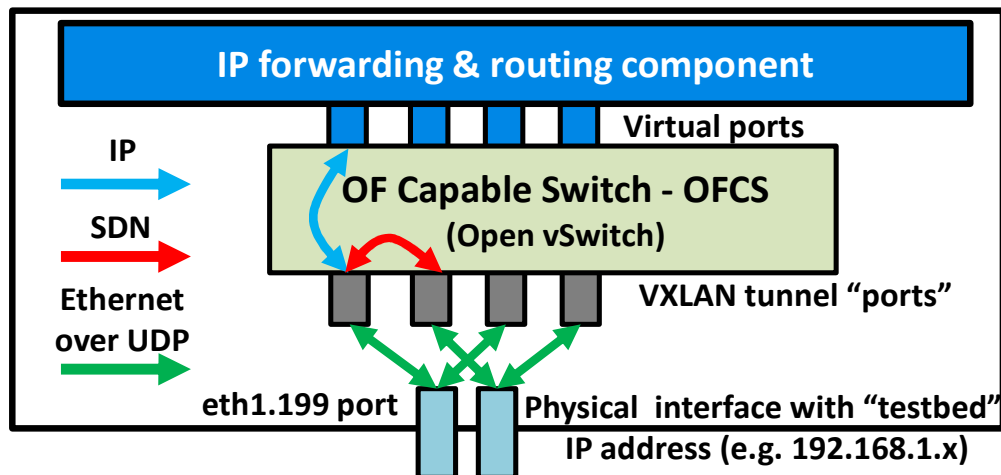 IP forwarding & routing component
Virtual ports
IP
OF Capable Switch - OFCS
(Open vSwitch)
SDN
VXLAN tunnel “ports”
Ethernet
over UDP
eth1.199 port
Physical interface with “testbed”
IP address (e.g. 192.168.1.x)